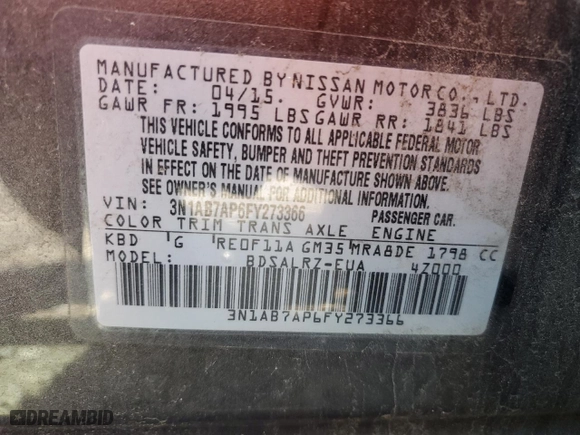 MANUFACTURED BY NISSAN MOTOR CO., LTD.
DATE: 04/15. GVWR: 3836 LBS
GAWR FR: 1995 LBS GAWR RR: 1841 LBS
THIS VEHICLE CONFORMS TO ALL APPLICABLE FEDERAL MOTOR
VEHICLE SAFETY, BUMPER AND THEFT PREVENTION STANDARDS
IN EFFECT ON THE DATE OF MANUFACTURE SHOWN ABOVE.
SEE OWNER'S MANUAL FOR ADDITIONAL INFORMATION.
VIN: 3N1AB7AP6FY273366 PASSENGER CAR.
COLOR TRIM TRANS AXLE ENGINE
KBD G RE0F11A GM35 MRA8DE 1798 CC
MODEL: BDSALRZ-EUA 4Z000
3N1AB7AP6FY273366
DREAMBID